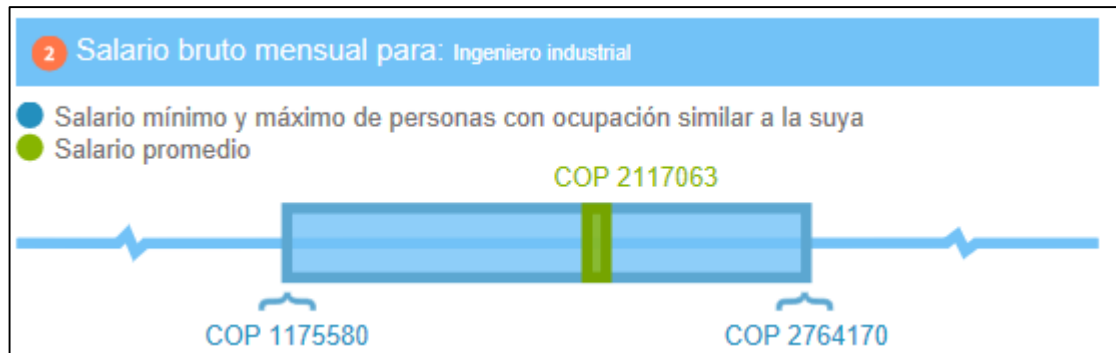 2 Salario bruto mensual para: Ingeniero industrial
Salario mínimo y máximo de personas con ocupación similar a la suya
Salario promedio
COP 2117063
COP 1175580
COP 2764170